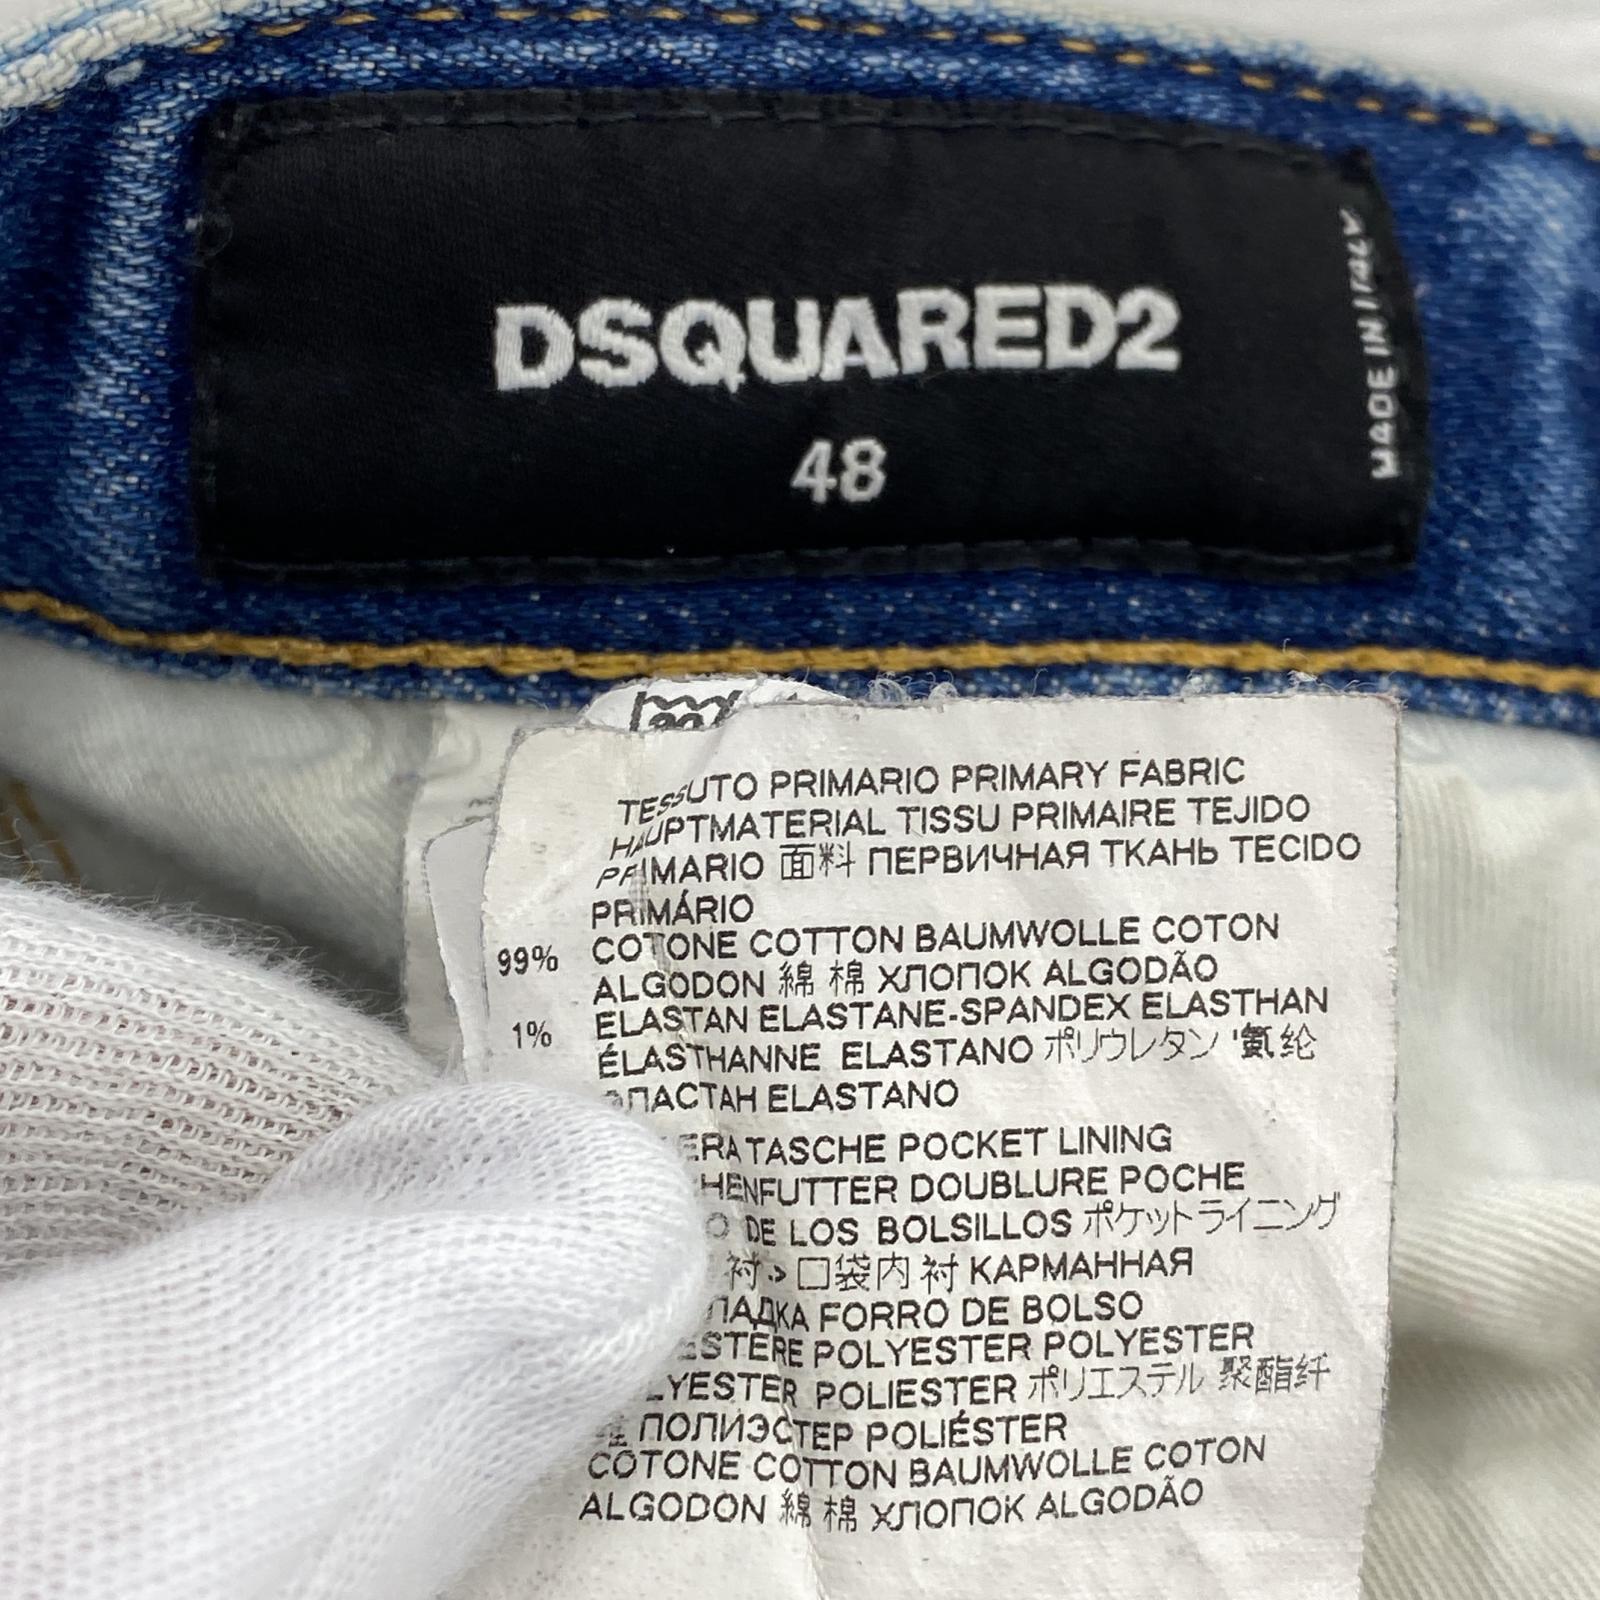 DSQUARED2
48
MADE IN ITALY
30
TESSUTO PRIMARIO PRIMARY FABRIC
HAUPTMATERIAL TISSU PRIMAIRE TEJIDO
PRIMARIO 面料 ПЕРВИЧНАЯ ТКАНЬ TECIDO
PRIMÁRIO
99% COTONE COTTON BAUMWOLLE COTON
ALGODON 綿 棉 ХЛОПОК ALGODÃO
1% ELASTAN ELASTANE-SPANDEX ELASTHAN
ÉLASTHANNE ELASTANO ポリウレタン '氨纶
ЭЛАСТАН ELASTANO
TASCHE POCKET LINING
DOUBLURE POCHE
DE LOS BOLSILLOS ポケットライニング
衬 > 口袋内 衬 КАРМАННАЯ
FORRO DE BOLSO
POLYESTER POLYESTER
POLIESTER ポリエステル 聚酯纤
维 ПОЛИЭСТЕР POLIÉSTER
COTONE COTTON BAUMWOLLE COTON
ALGODON 綿 棉 ХЛОПОК ALGODÃO